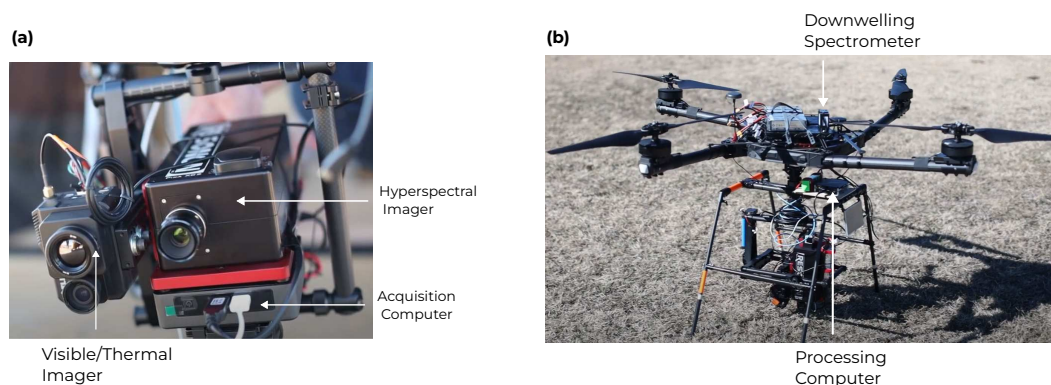 (a)
Hyperspectral
Imager
Acquisition
Computer
Visible/Thermal
Imager
(b)
Downwelling
Spectrometer
Processing
Computer